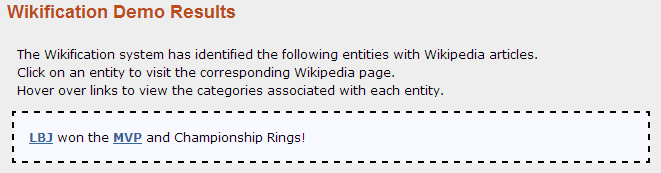 Wikification Demo Results
The Wikification system has identified the following entities with Wikipedia articles.
Click on an entity to visit the corresponding Wikipedia page.
Hover over links to view the categories associated with each entity.
LBJ won the MVP and Championship Rings!